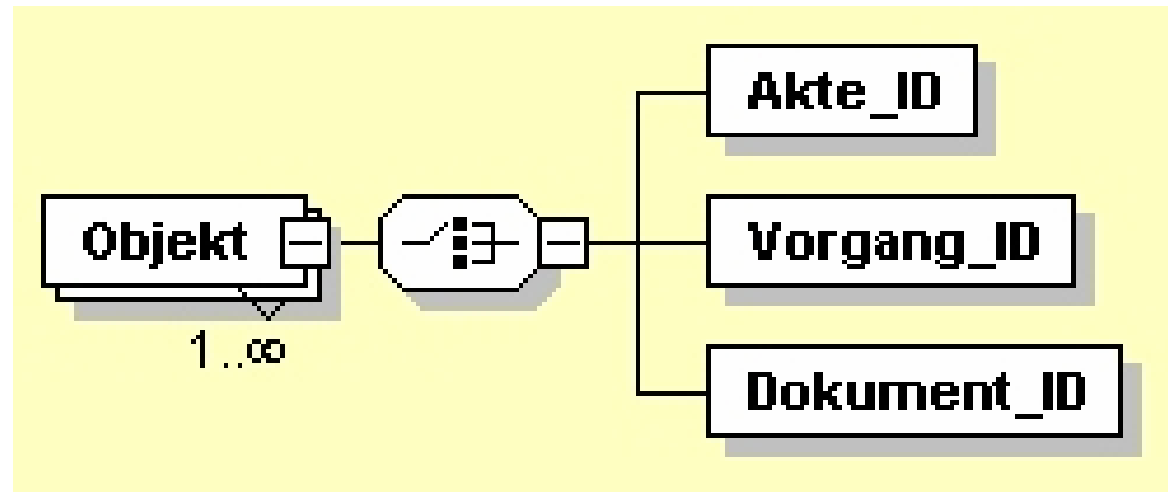 Akte_ID
Objekt
Vorgang_ID
1..∞
Dokument_ID